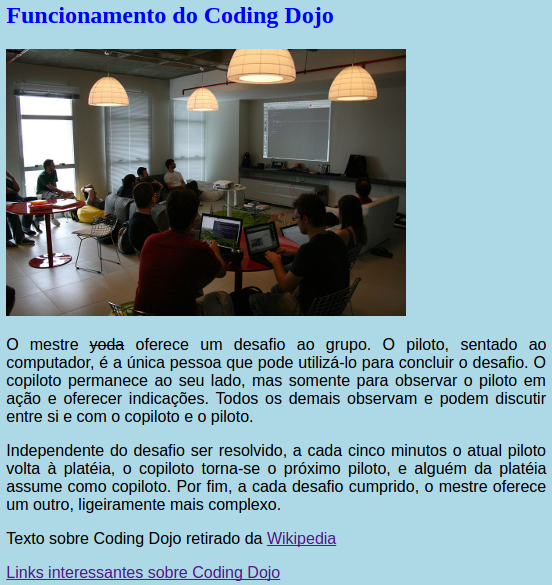 Funcionamento do Coding Dojo
O mestre yoda oferece um desafio ao grupo. O piloto, sentado ao
computador, é a única pessoa que pode utilizá-lo para concluir o desafio. O
copiloto permanece ao seu lado, mas somente para observar o piloto em
ação e oferecer indicações. Todos os demais observam e podem discutir
entre si e com o copiloto e o piloto.
Independente do desafio ser resolvido, a cada cinco minutos o atual piloto
volta à platéia, o copiloto torna-se o próximo piloto, e alguém da platéia
assume como copiloto. Por fim, a cada desafio cumprido, o mestre oferece
um outro, ligeiramente mais complexo.
Texto sobre Coding Dojo retirado da Wikipedia
Links interessantes sobre Coding Dojo